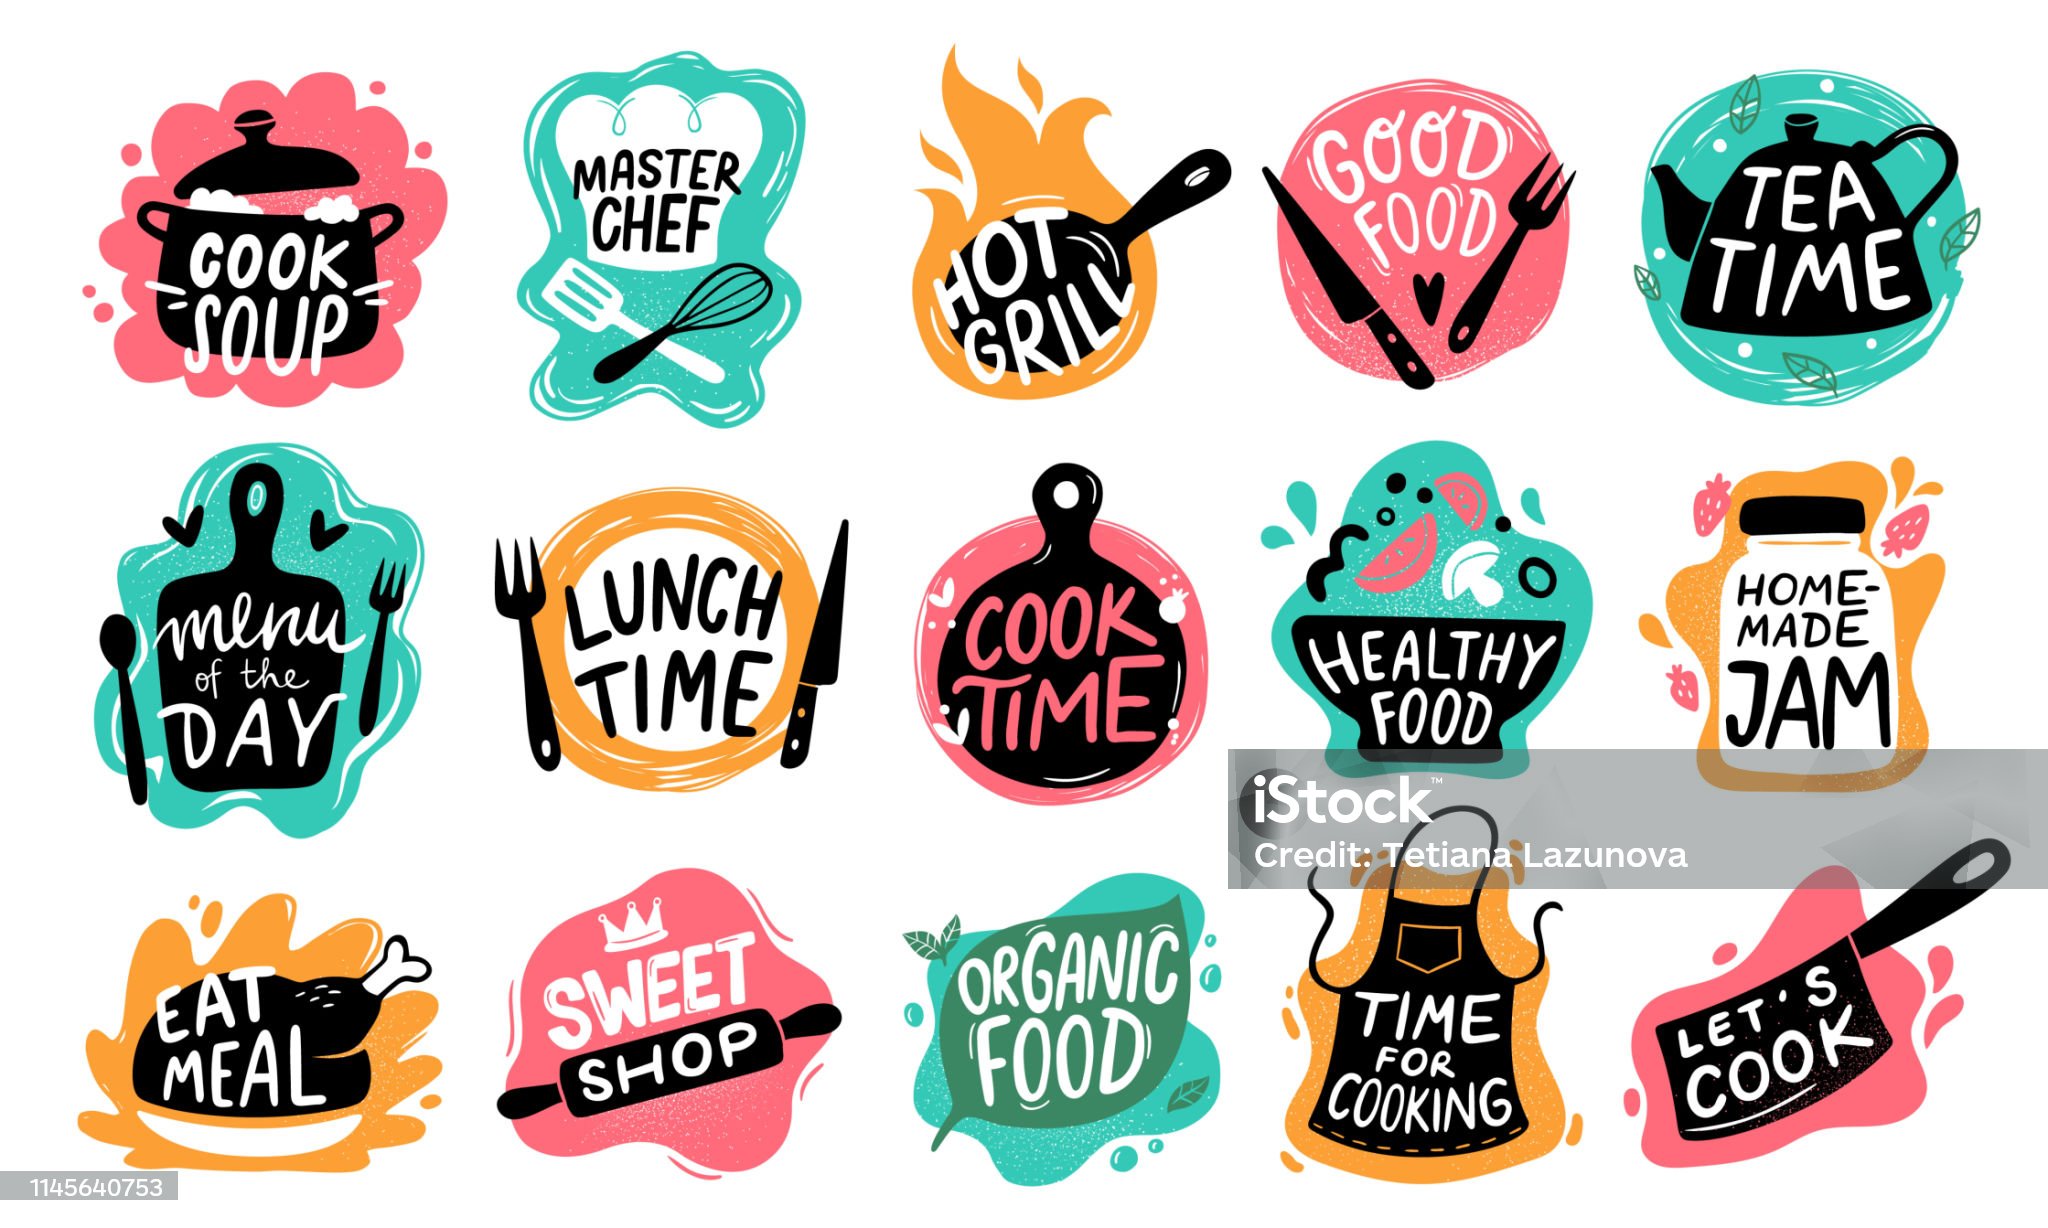 COOK
SOUP
MASTER
CHEF
HOT
GRILL
GOOD
FOOD
TEA
TIME
menu
of the
DAY
LUNCH
TIME
COOK
TIME
HEALTHY
FOOD
HOME-
MADE
JAM
iStock™
Credit: Tetiana Lazunova
EAT
MEAL
SWEET
SHOP
ORGANIC
FOOD
TIME
FOR
COOKING
LET'S
COOK
1145640753